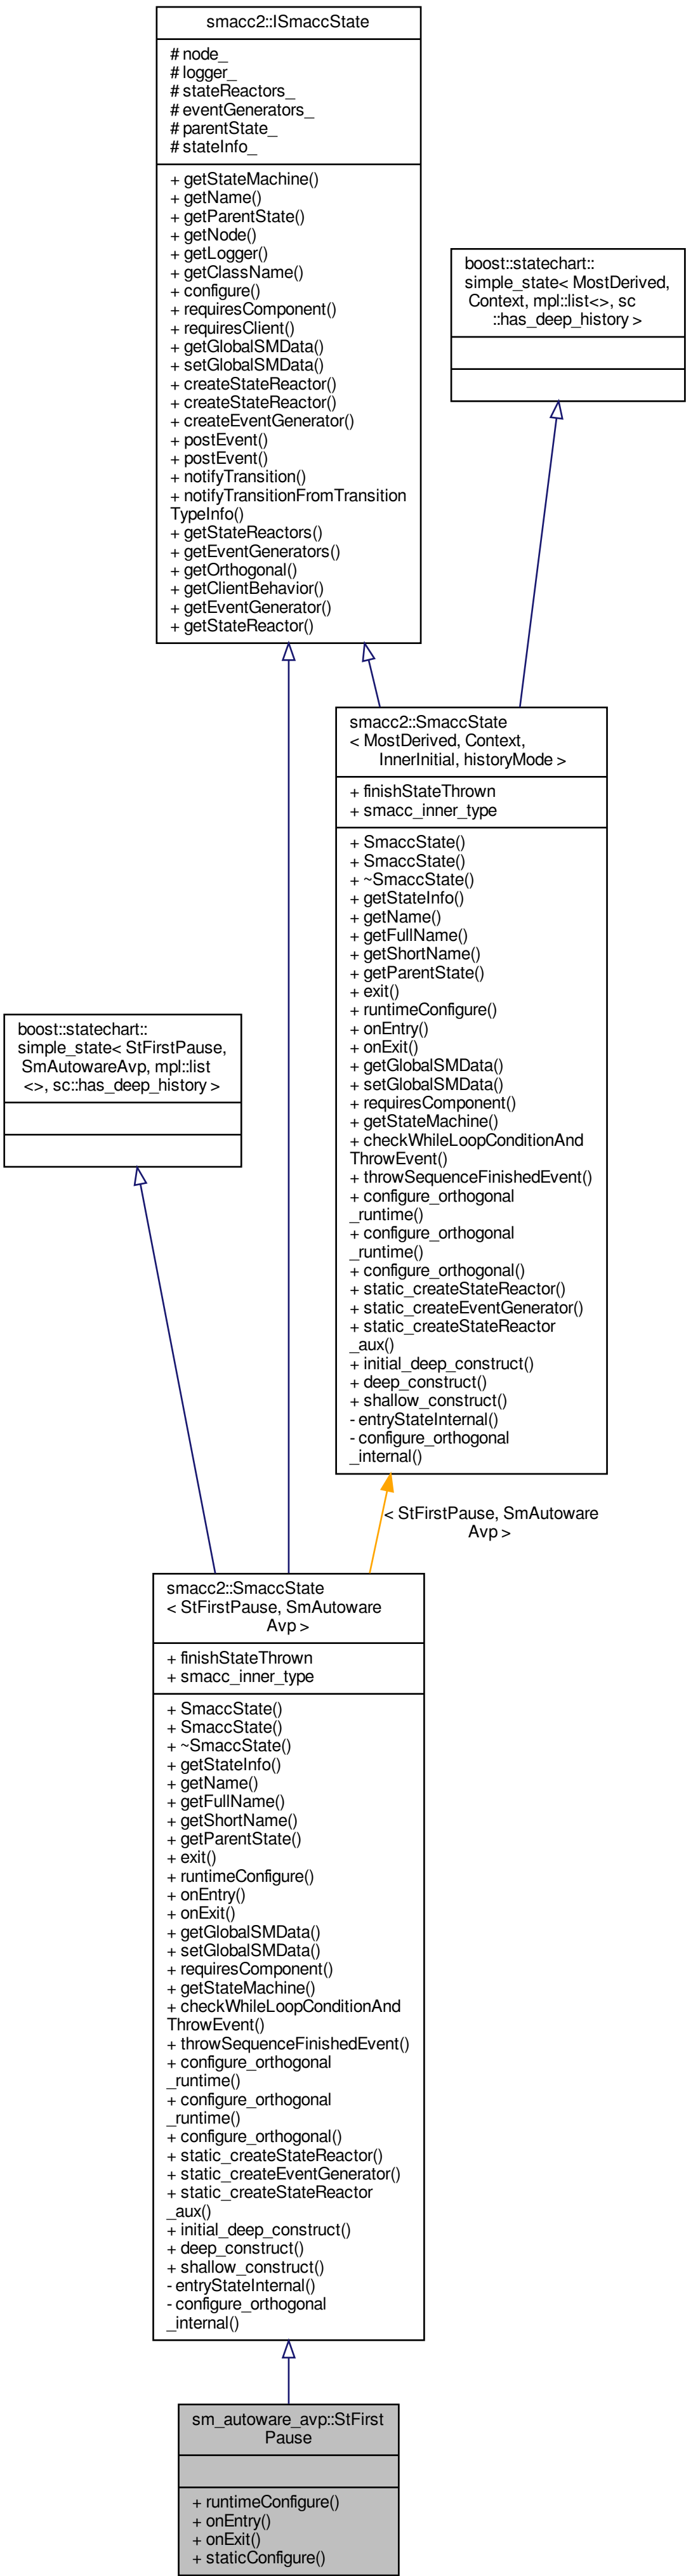 smacc2::ISmaccState
# node_
# logger_
# stateReactors_
# eventGenerators_
# parentState_
# stateInfo_
+ getStateMachine()
+ getName()
+ getParentState()
+ getNode()
+ getLogger()
+ getClassName()
+ configure()
+ requiresComponent()
+ requiresClient()
+ getGlobalSMData()
+ setGlobalSMData()
+ createStateReactor()
+ createStateReactor()
+ createEventGenerator()
+ postEvent()
+ postEvent()
+ notifyTransition()
+ notifyTransitionFromTransition
TypeInfo()
+ getStateReactors()
+ getEventGenerators()
+ getOrthogonal()
+ getClientBehavior()
+ getEventGenerator()
+ getStateReactor()
boost::statechart::
simple_state< MostDerived,
Context, mpl::list<>, sc
::has_deep_history >
smacc2::SmaccState
< MostDerived, Context,
InnerInitial, historyMode >
+ finishStateThrown
+ smacc_inner_type
+ SmaccState()
+ SmaccState()
+ ~SmaccState()
+ getStateInfo()
+ getName()
+ getFullName()
+ getShortName()
+ getParentState()
+ exit()
+ runtimeConfigure()
+ onEntry()
+ onExit()
+ getGlobalSMData()
+ setGlobalSMData()
+ requiresComponent()
+ getStateMachine()
+ checkWhileLoopConditionAnd
ThrowEvent()
+ throwSequenceFinishedEvent()
+ configure_orthogonal
_runtime()
+ configure_orthogonal
_runtime()
+ configure_orthogonal()
+ static_createStateReactor()
+ static_createEventGenerator()
+ static_createStateReactor
_aux()
+ initial_deep_construct()
+ deep_construct()
+ shallow_construct()
- entryStateInternal()
- configure_orthogonal
_internal()
boost::statechart::
simple_state< StFirstPause,
SmAutowareAvp, mpl::list
<>, sc::has_deep_history >
< StFirstPause, SmAutoware
Avp >
smacc2::SmaccState
< StFirstPause, SmAutoware
Avp >
+ finishStateThrown
+ smacc_inner_type
+ SmaccState()
+ SmaccState()
+ ~SmaccState()
+ getStateInfo()
+ getName()
+ getFullName()
+ getShortName()
+ getParentState()
+ exit()
+ runtimeConfigure()
+ onEntry()
+ onExit()
+ getGlobalSMData()
+ setGlobalSMData()
+ requiresComponent()
+ getStateMachine()
+ checkWhileLoopConditionAnd
ThrowEvent()
+ throwSequenceFinishedEvent()
+ configure_orthogonal
_runtime()
+ configure_orthogonal
_runtime()
+ configure_orthogonal()
+ static_createStateReactor()
+ static_createEventGenerator()
+ static_createStateReactor
_aux()
+ initial_deep_construct()
+ deep_construct()
+ shallow_construct()
- entryStateInternal()
- configure_orthogonal
_internal()
sm_autoware_avp::StFirst
Pause
+ runtimeConfigure()
+ onEntry()
+ onExit()
+ staticConfigure()